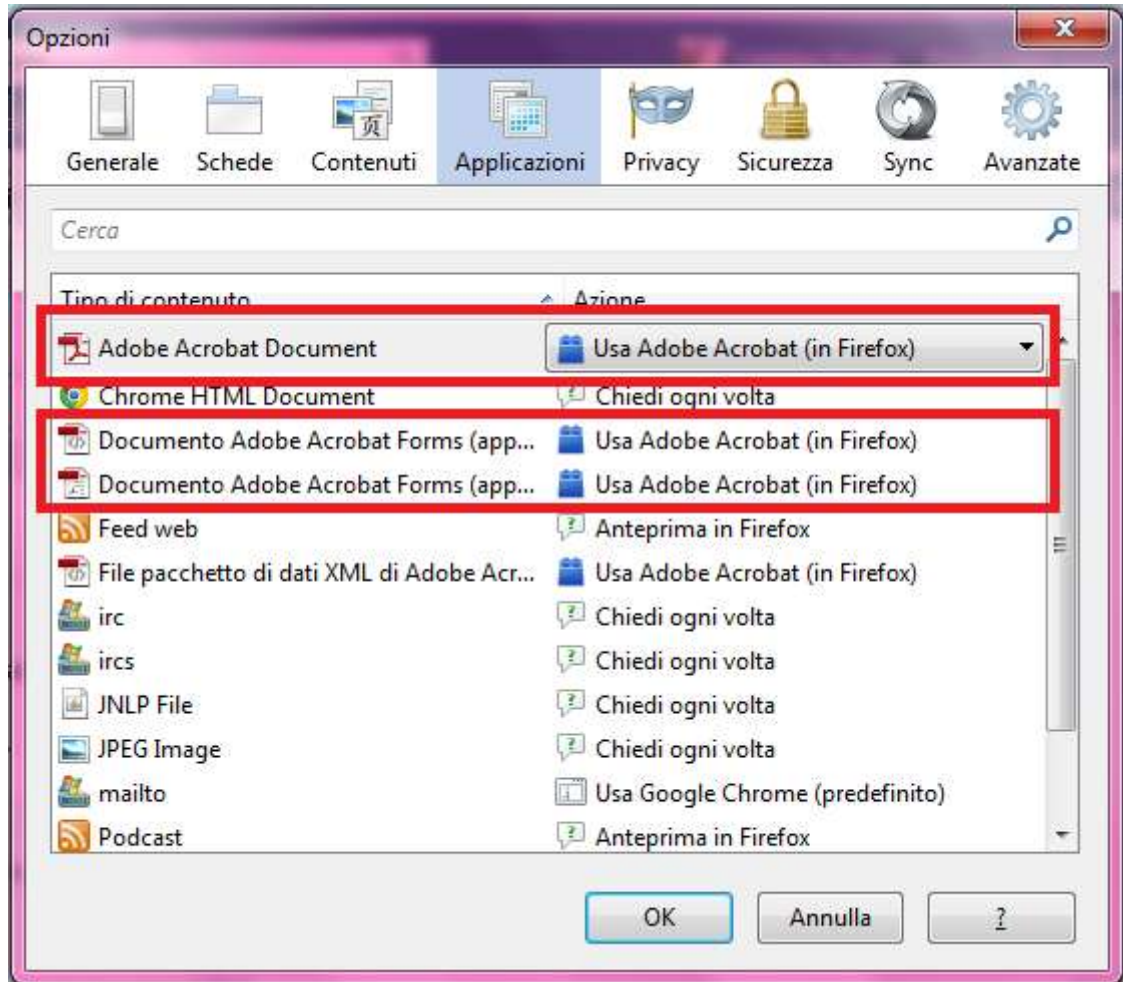 Opzioni
Generale Schede Contenuti Applicazioni Privacy Sicurezza Sync Avanzate
页
Cerca
Tipo di contenuto Azione
Adobe Acrobat Document Usa Adobe Acrobat (in Firefox)
Chrome HTML Document Chiedi ogni volta
Documento Adobe Acrobat Forms (app... Usa Adobe Acrobat (in Firefox)
Documento Adobe Acrobat Forms (app... Usa Adobe Acrobat (in Firefox)
Feed web Anteprima in Firefox
File pacchetto di dati XML di Adobe Acr... Usa Adobe Acrobat (in Firefox)
irc Chiedi ogni volta
ircs Chiedi ogni volta
JNLP File Chiedi ogni volta
JPEG Image Chiedi ogni volta
mailto Usa Google Chrome (predefinito)
Podcast Anteprima in Firefox
OK Annulla ?